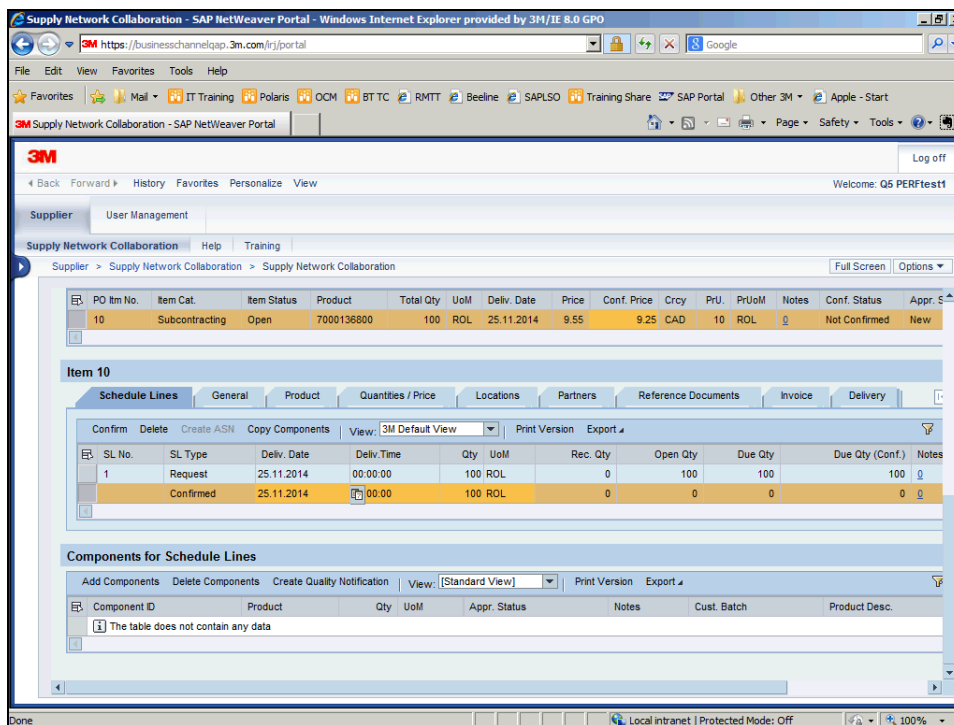 Supply Network Collaboration - SAP NetWeaver Portal - Windows Internet Explorer provided by 3M/IE 8.0 GPO
3M https://businesschannelqap.3m.com/irj/portal
Google
File Edit View Favorites Tools Help
Favorites Mail IT Training Polaris OCM BT TC RMTT Beeline SAPLSO Training Share SAP Portal Other 3M Apple - Start
3M Supply Network Collaboration - SAP NetWeaver Portal
Page Safety Tools
3M Log off
Back Forward History Favorites Personalize View Welcome: Q5 PERFtest1
Supplier User Management
Supply Network Collaboration Help Training
Supplier > Supply Network Collaboration > Supply Network Collaboration Full Screen Options
PO Itm No. Item Cat. Item Status Product Total Qty UoM Deliv. Date Price Conf. Price Crcy PrU. PrUoM Notes Conf. Status Appr. S
10 Subcontracting Open 7000136800 100 ROL 25.11.2014 9.55 9.25 CAD 10 ROL 0 Not Confirmed New
Item 10
Schedule Lines General Product Quantities / Price Locations Partners Reference Documents Invoice Delivery
Confirm Delete Create ASN Copy Components View: 3M Default View Print Version Export
SL No. SL Type Deliv. Date Deliv.Time Qty UoM Rec. Qty Open Qty Due Qty Due Qty (Conf.) Notes
1 Request 25.11.2014 00:00:00 100 ROL 0 100 100 100 0
Confirmed 25.11.2014 00:00 100 ROL 0 0 0 0 0
Components for Schedule Lines
Add Components Delete Components Create Quality Notification View: [Standard View] Print Version Export
Component ID Product Qty UoM Appr. Status Notes Cust. Batch Product Desc.
The table does not contain any data
Done Local intranet | Protected Mode: Off 100%